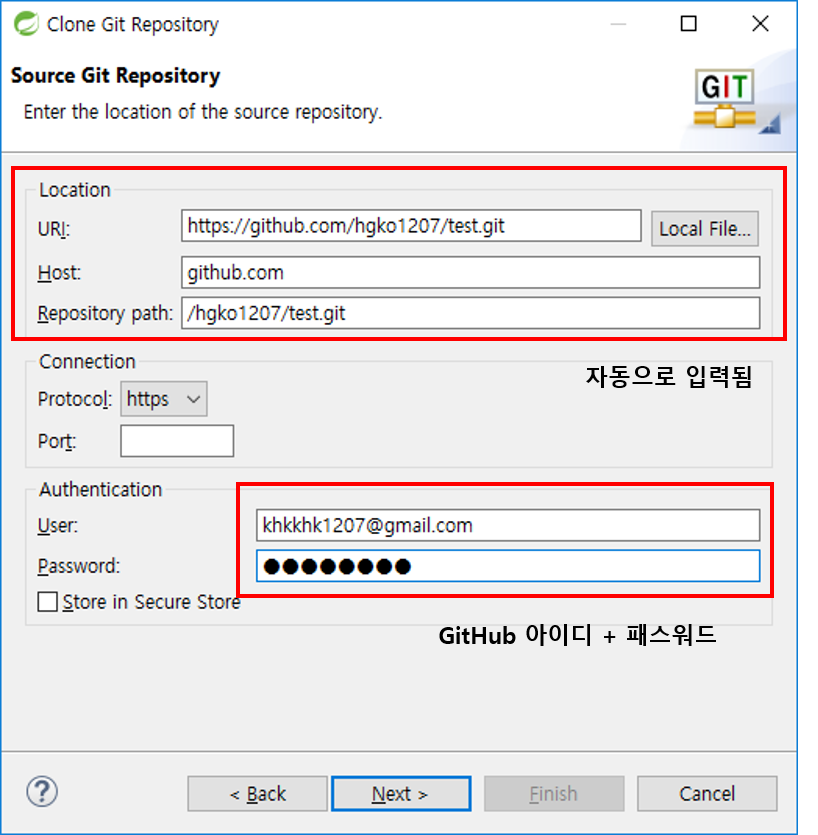 Clone Git Repository
Source Git Repository
Enter the location of the source repository.
GIT
Location
URI: https://github.com/hgko1207/test.git Local File...
Host: github.com
Repository path: /hgko1207/test.git
Connection
자동으로 입력됨
Protocol: https
Port:
Authentication
User: khkkhk1207@gmail.com
Password: ●●●●●●●●
Store in Secure Store
GitHub 아이디 + 패스워드
?
< Back Next > Finish Cancel